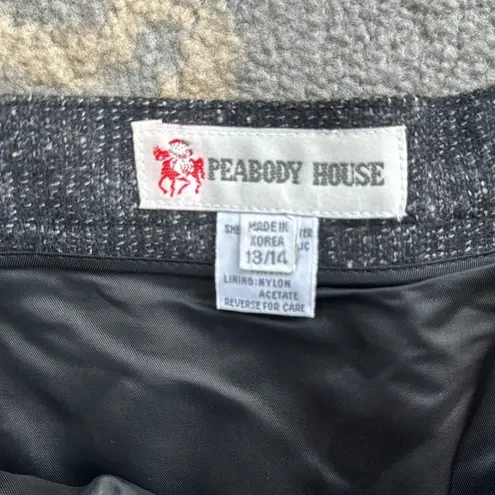 PEABODY HOUSE
MADE IN
KOREA
13/14
LINING: NYLON
ACETATE
REVERSE FOR CARE